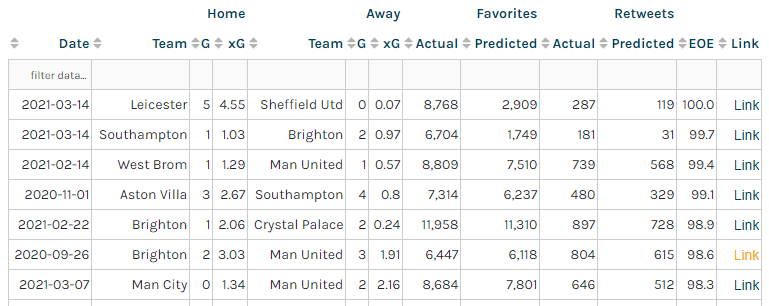 Home Away Favorites Retweets
Date Team G xG Team G xG Actual Predicted Actual Predicted EOE Link
filter data...
2021-03-14 Leicester 5 4.55 Sheffield Utd 0 0.07 8,768 2,909 287 119 100.0 Link
2021-03-14 Southampton 1 1.03 Brighton 2 0.97 6,704 1,749 181 31 99.7 Link
2021-02-14 West Brom 1 1.29 Man United 1 0.57 8,809 7,510 739 568 99.4 Link
2020-11-01 Aston Villa 3 2.67 Southampton 4 0.8 7,314 6,237 480 329 99.1 Link
2021-02-22 Brighton 1 2.06 Crystal Palace 2 0.24 11,958 11,310 897 728 98.9 Link
2020-09-26 Brighton 2 3.03 Man United 3 1.91 6,447 6,118 804 615 98.6 Link
2021-03-07 Man City 0 1.34 Man United 2 2.16 8,684 7,801 646 512 98.3 Link